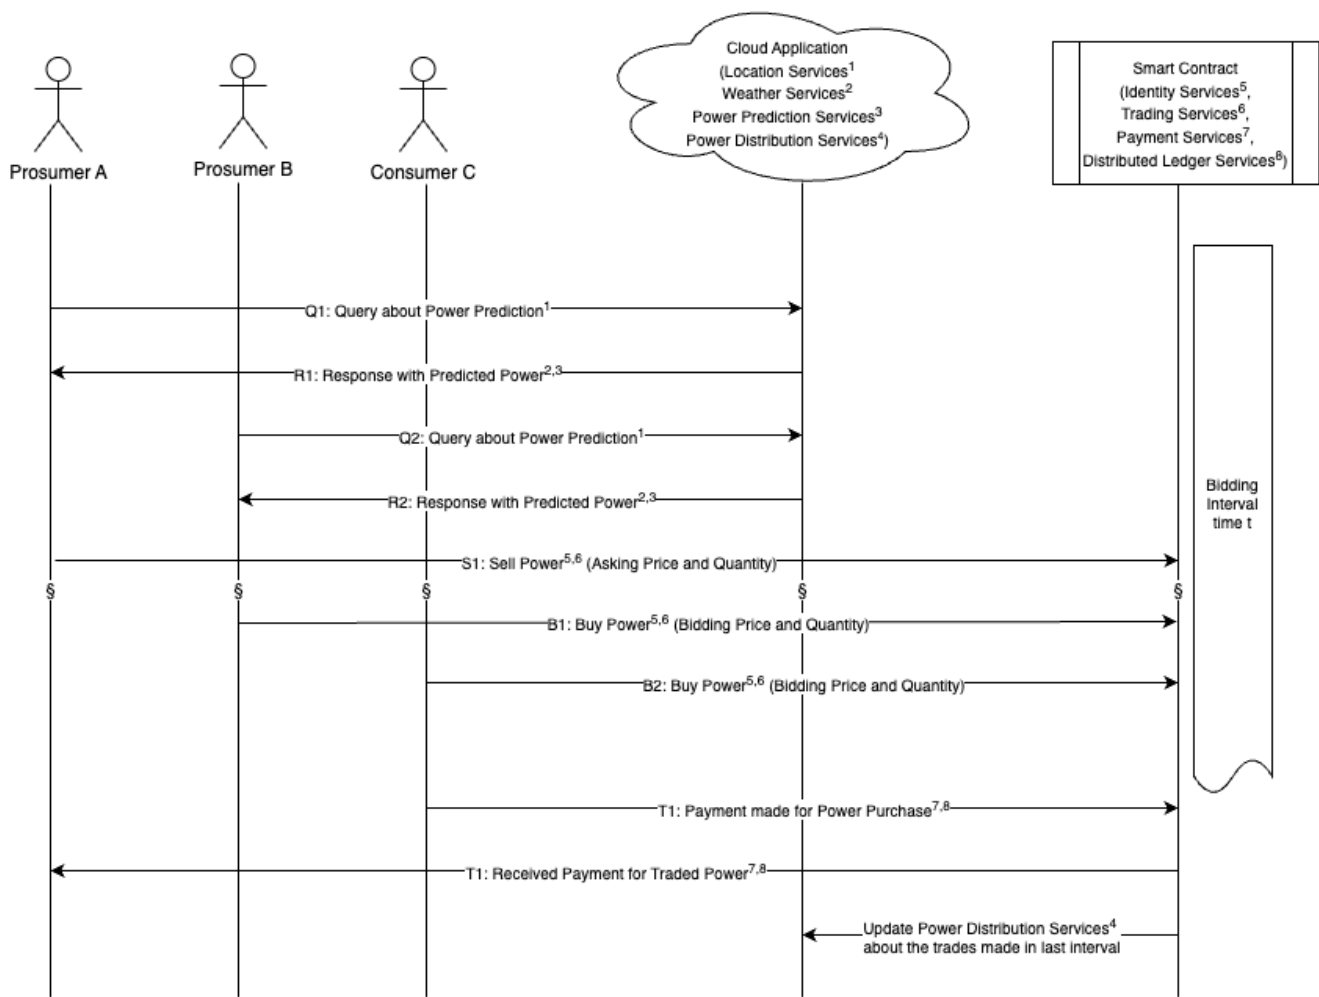 Prosumer A
Prosumer B
Consumer C
Cloud Application
(Location Services¹
Weather Services²
Power Prediction Services³
Power Distribution Services⁴)
Smart Contract
(Identity Services⁵,
Trading Services⁶,
Payment Services⁷,
Distributed Ledger Services⁸)
Q1: Query about Power Prediction¹
R1: Response with Predicted Power²,³
Q2: Query about Power Prediction¹
R2: Response with Predicted Power²,³
Bidding
Interval
time t
S1: Sell Power⁵,⁶ (Asking Price and Quantity)
§ § § § §
B1: Buy Power⁵,⁶ (Bidding Price and Quantity)
B2: Buy Power⁵,⁶ (Bidding Price and Quantity)
T1: Payment made for Power Purchase⁷,⁸
T1: Received Payment for Traded Power⁷,⁸
Update Power Distribution Services⁴
about the trades made in last interval